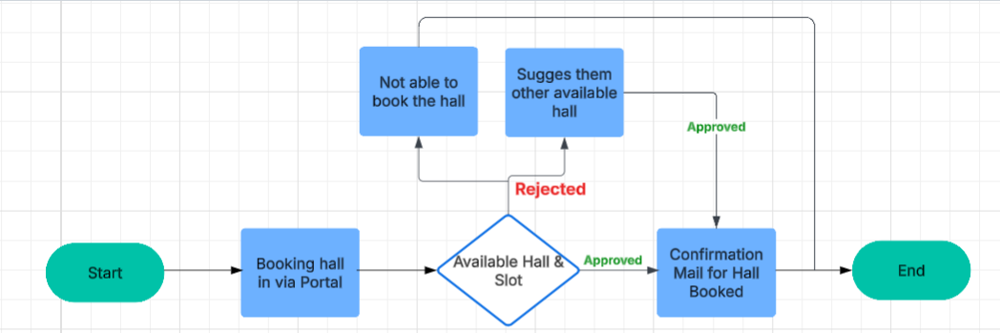 Not able to
book the hall
Sugges them
other available
hall
Approved
Rejected
Start
Booking hall
in via Portal
Available Hall &
Slot
Approved
Confirmation
Mail for Hall
Booked
End